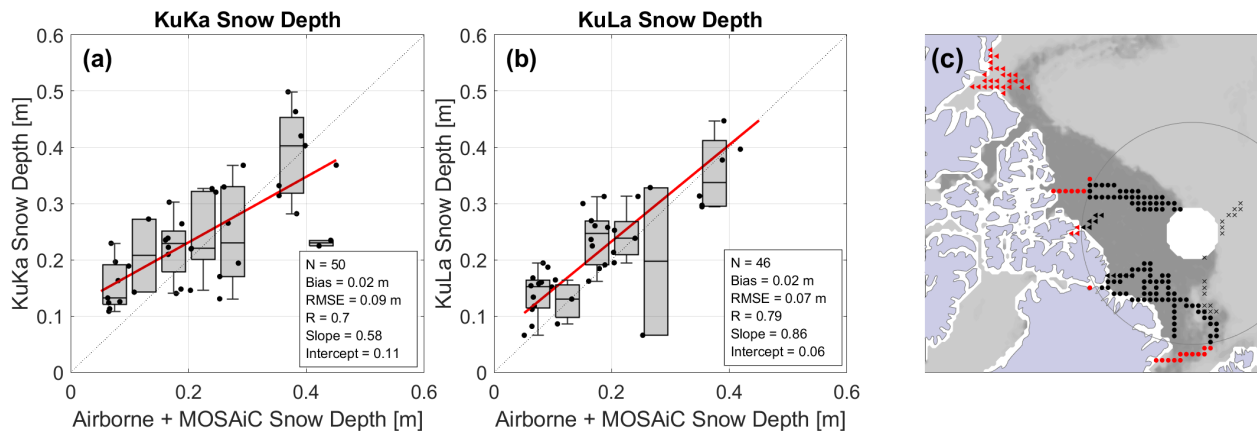 KuKa Snow Depth
(a)
KuKa Snow Depth [m]
0.6
0.5
0.4
0.3
0.2
0.1
0
0
0.2
0.4
0.6
N = 50
Bias = 0.02 m
RMSE = 0.09 m
R = 0.7
Slope = 0.58
Intercept = 0.11
Airborne + MOSAiC Snow Depth [m]
KuLa Snow Depth
(b)
KuLa Snow Depth [m]
0.6
0.5
0.4
0.3
0.2
0.1
0
0
0.2
0.4
0.6
N = 46
Bias = 0.02 m
RMSE = 0.07 m
R = 0.79
Slope = 0.86
Intercept = 0.06
Airborne + MOSAiC Snow Depth [m]
(c)